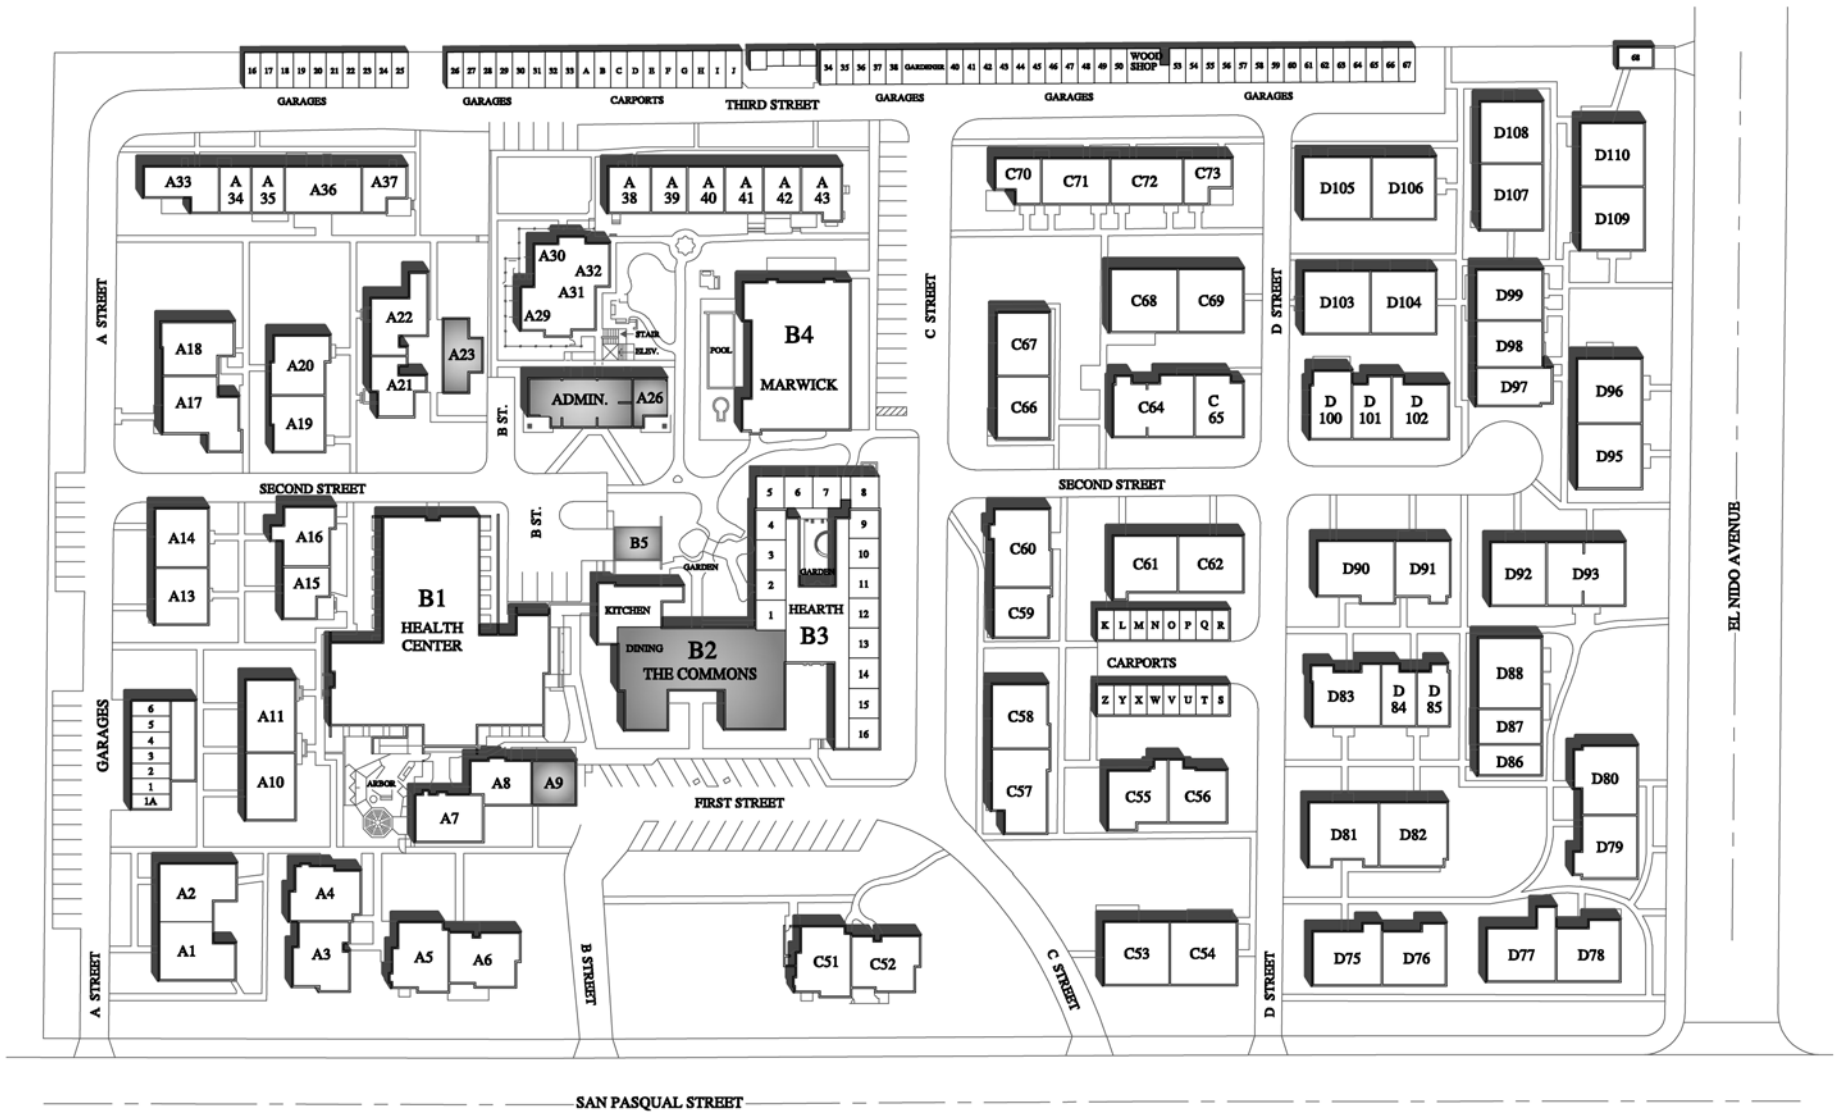 16 17 18 19 20 21 22 23 24 25
26 27 28 29 30 31 32 33 A B C D E F G H I J
34 35 36 37 38 GARDENER 40 41 42 43 44 45 46 47 48 49 50 WOOD SHOP 53 54 55 56 57 58 59 60 61 62 63 64 65 66 67
68
GARAGES
GARAGES
CARPORTS
THIRD STREET
GARAGES
GARAGES
GARAGES
A33
A 34
A 35
A36
A37
A 38
A 39
A 40
A 41
A 42
A 43
C70
C71
C72
C73
D105
D106
D108
D107
D110
D109
A STREET
A18
A17
A20
A19
A22
A21
A23
A30
A32
A31
A29
STAIR
ELEV.
POOL
B4
MARWICK
ADMIN.
A26
B ST.
C STREET
C67
C66
C68
C69
C64
C 65
D STREET
D103
D104
D 100
D 101
D 102
D99
D98
D97
D96
D95
SECOND STREET
SECOND STREET
A14
A13
A16
A15
B1
HEALTH
CENTER
B ST.
B5
GARDEN
KITCHEN
DINING
B2
THE COMMONS
5 6 7 8
4
3
2
1
9
10
11
12
13
14
15
16
GARDEN
HEARTH
B3
C60
C59
C61
C62
K L M N O P Q R
CARPORTS
Z Y X W V U T S
C58
C57
C55
C56
D90
D91
D92
D93
D83
D 84
D 85
D88
D87
D86
D80
D79
D81
D82
EL NIDO AVENUE
GARAGES
6
5
4
3
2
1
1A
A11
A10
ARBOR
A8
A9
A7
FIRST STREET
A2
A1
A4
A3
A5
A6
A STREET
B STREET
C51
C52
C STREET
C53
C54
D STREET
D75
D76
D77
D78
SAN PASQUAL STREET